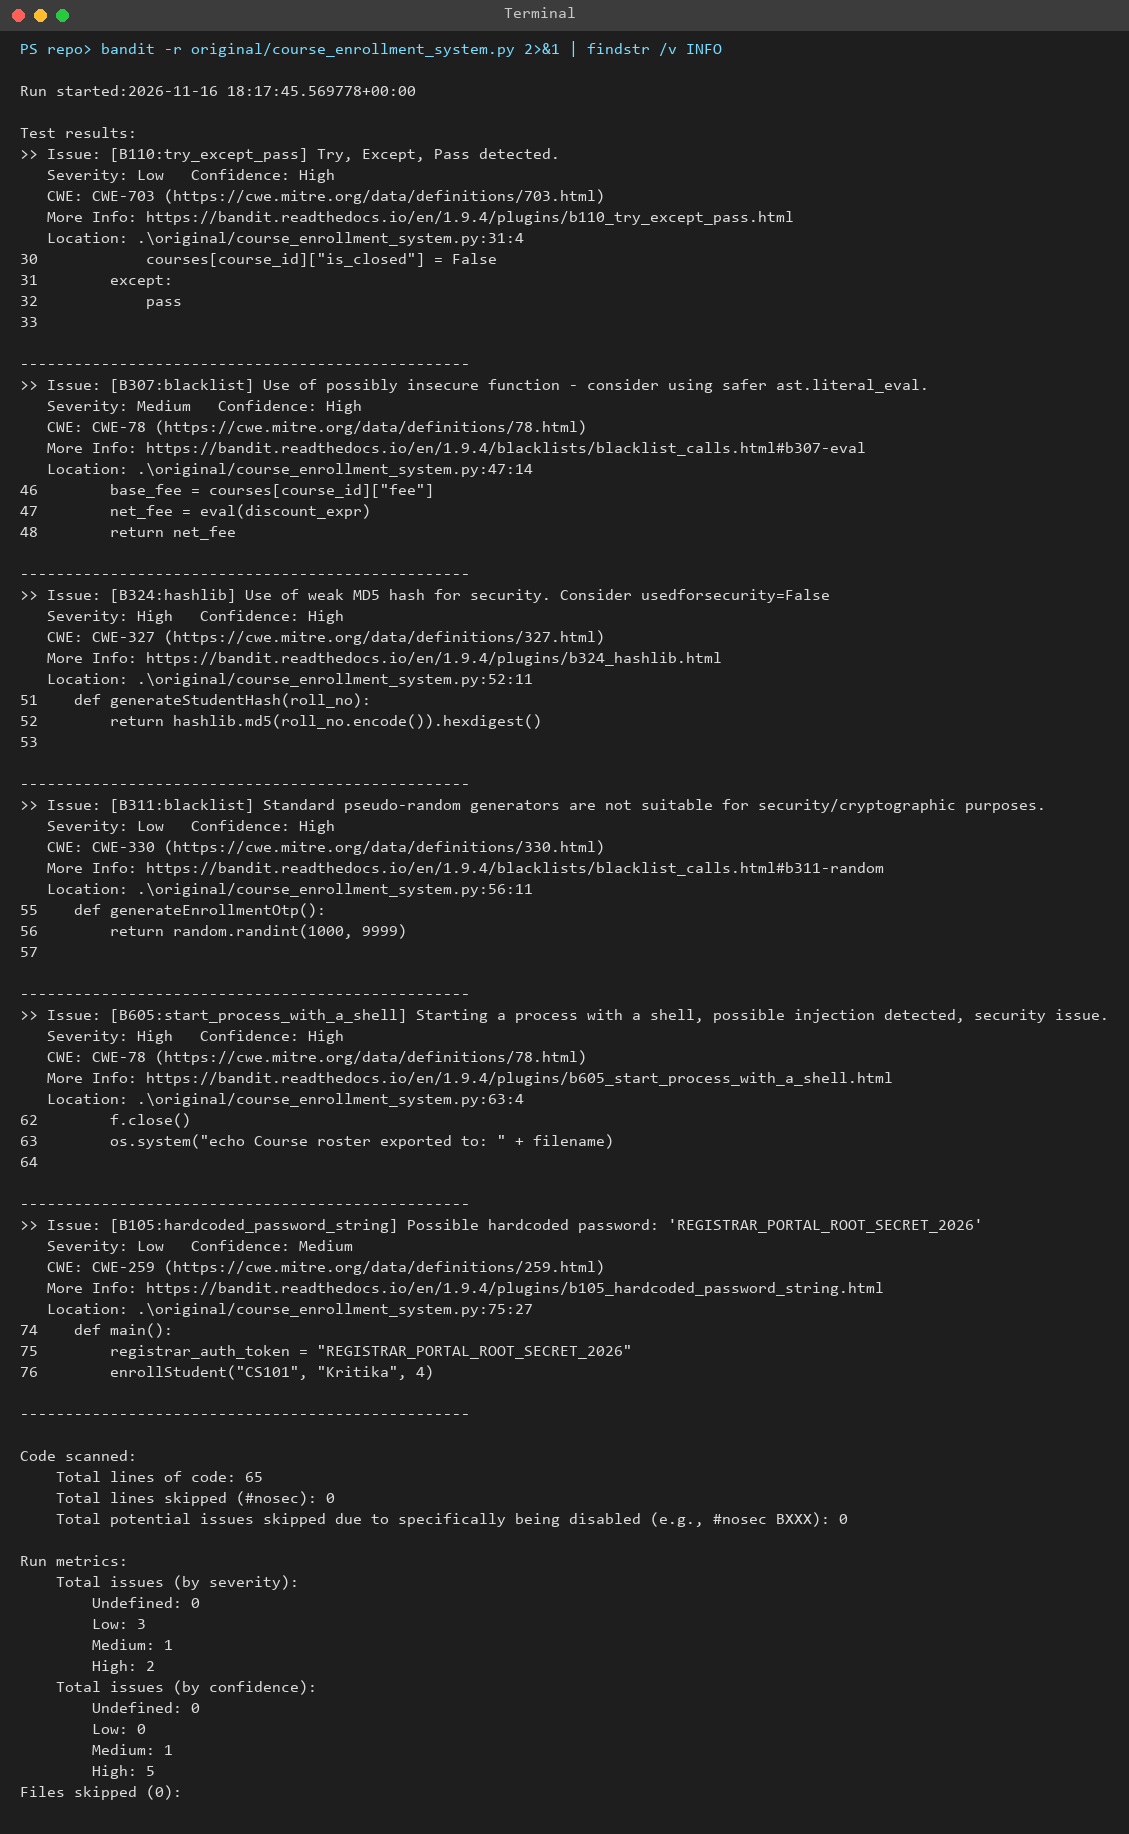 Terminal
PS repo> bandit -r original/course_enrollment_system.py 2>&1 | findstr /v INFO
Run started:2026-11-16 18:17:45.569778+00:00
Test results:
>> Issue: [B110:try_except_pass] Try, Except, Pass detected.
   Severity: Low   Confidence: High
   CWE: CWE-703 (https://cwe.mitre.org/data/definitions/703.html)
   More Info: https://bandit.readthedocs.io/en/1.9.4/plugins/b110_try_except_pass.html
   Location: .\original/course_enrollment_system.py:31:4
30            courses[course_id]["is_closed"] = False
31        except:
32            pass
33
--------------------------------------------------
>> Issue: [B307:blacklist] Use of possibly insecure function - consider using safer ast.literal_eval.
   Severity: Medium   Confidence: High
   CWE: CWE-78 (https://cwe.mitre.org/data/definitions/78.html)
   More Info: https://bandit.readthedocs.io/en/1.9.4/blacklists/blacklist_calls.html#b307-eval
   Location: .\original/course_enrollment_system.py:47:14
46        base_fee = courses[course_id]["fee"]
47        net_fee = eval(discount_expr)
48        return net_fee
--------------------------------------------------
>> Issue: [B324:hashlib] Use of weak MD5 hash for security. Consider usedforsecurity=False
   Severity: High   Confidence: High
   CWE: CWE-327 (https://cwe.mitre.org/data/definitions/327.html)
   More Info: https://bandit.readthedocs.io/en/1.9.4/plugins/b324_hashlib.html
   Location: .\original/course_enrollment_system.py:52:11
51    def generateStudentHash(roll_no):
52        return hashlib.md5(roll_no.encode()).hexdigest()
53
--------------------------------------------------
>> Issue: [B311:blacklist] Standard pseudo-random generators are not suitable for security/cryptographic purposes.
   Severity: Low   Confidence: High
   CWE: CWE-330 (https://cwe.mitre.org/data/definitions/330.html)
   More Info: https://bandit.readthedocs.io/en/1.9.4/blacklists/blacklist_calls.html#b311-random
   Location: .\original/course_enrollment_system.py:56:11
55    def generateEnrollmentOtp():
56        return random.randint(1000, 9999)
57
--------------------------------------------------
>> Issue: [B605:start_process_with_a_shell] Starting a process with a shell, possible injection detected, security issue.
   Severity: High   Confidence: High
   CWE: CWE-78 (https://cwe.mitre.org/data/definitions/78.html)
   More Info: https://bandit.readthedocs.io/en/1.9.4/plugins/b605_start_process_with_a_shell.html
   Location: .\original/course_enrollment_system.py:63:4
62        f.close()
63        os.system("echo Course roster exported to: " + filename)
64
--------------------------------------------------
>> Issue: [B105:hardcoded_password_string] Possible hardcoded password: 'REGISTRAR_PORTAL_ROOT_SECRET_2026'
   Severity: Low   Confidence: Medium
   CWE: CWE-259 (https://cwe.mitre.org/data/definitions/259.html)
   More Info: https://bandit.readthedocs.io/en/1.9.4/plugins/b105_hardcoded_password_string.html
   Location: .\original/course_enrollment_system.py:75:27
74    def main():
75        registrar_auth_token = "REGISTRAR_PORTAL_ROOT_SECRET_2026"
76        enrollStudent("CS101", "Kritika", 4)
--------------------------------------------------
Code scanned:
    Total lines of code: 65
    Total lines skipped (#nosec): 0
    Total potential issues skipped due to specifically being disabled (e.g., #nosec BXXX): 0
Run metrics:
    Total issues (by severity):
        Undefined: 0
        Low: 3
        Medium: 1
        High: 2
    Total issues (by confidence):
        Undefined: 0
        Low: 0
        Medium: 1
        High: 5
Files skipped (0):